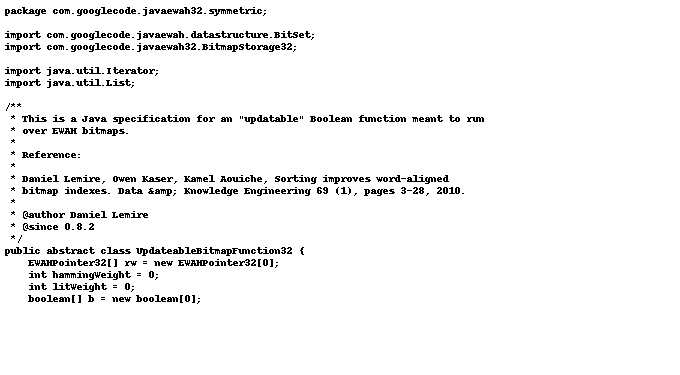 package com.googlecode.javaewah32.symmetric;

import com.googlecode.javaewah.datastructure.BitSet;
import com.googlecode.javaewah32.BitmapStorage32;

import java.util.Iterator;
import java.util.List;

/**
 * This is a Java specification for an "updatable" Boolean function meant to run
 * over EWAH bitmaps.
 *
 * Reference:
 *
 * Daniel Lemire, Owen Kaser, Kamel Aouiche, Sorting improves word-aligned
 * bitmap indexes. Data &amp; Knowledge Engineering 69 (1), pages 3-28, 2010.
 *
 * @author Daniel Lemire
 * @since 0.8.2
 */
public abstract class UpdateableBitmapFunction32 {
    EWAHPointer32[] rw = new EWAHPointer32[0];
    int hammingWeight = 0;
    int litWeight = 0;
    boolean[] b = new boolean[0];